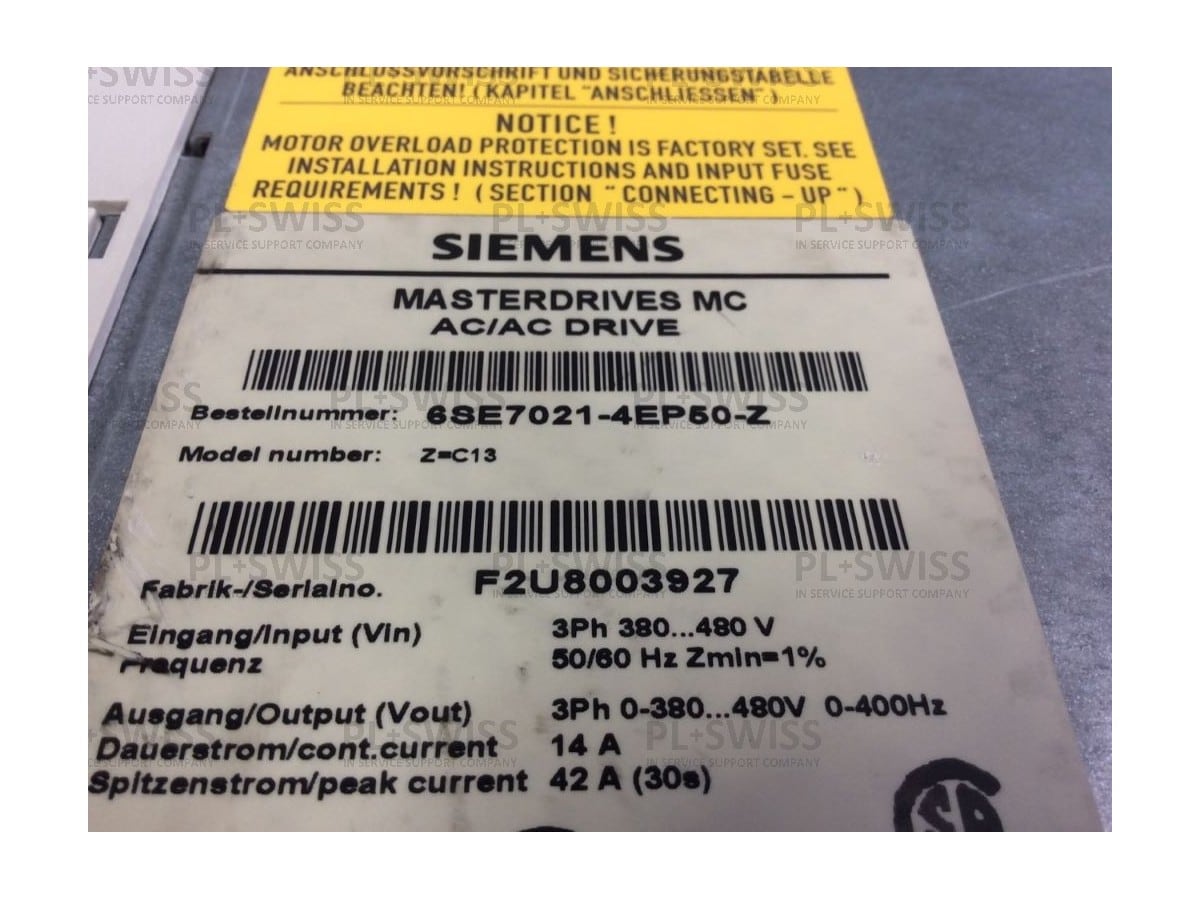 ANSCHLUSSVORSCHRIFT UND SICHERUNGSTABELLE
BEACHTEN! (KAPITEL "ANSCHLIESSEN")
NOTICE!
MOTOR OVERLOAD PROTECTION IS FACTORY SET. SEE
INSTALLATION INSTRUCTIONS AND INPUT FUSE
REQUIREMENTS! (SECTION "CONNECTING-UP")
SIEMENS
MASTERDRIVES MC
AC/AC DRIVE
Bestellnummer: 6SE7021-4EP50-Z
Model number: Z=C13
Fabrik-/Serialno. F2U8003927
Eingang/Input (Vin) 3Ph 380...480 V
Frequenz 50/60 Hz Zmin=1%
Ausgang/Output (Vout) 3Ph 0-380...480V 0-400Hz
Dauerstrom/cont.current 14 A
Spitzenstrom/peak current 42 A (30s)
SA
PL+SWISS
IN SERVICE SUPPORT COMPANY